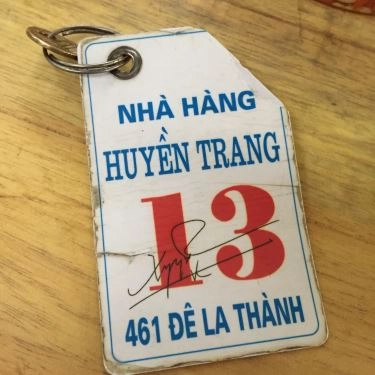 NHÀ HÀNG
HUYỀN TRANG
13
461 ĐÊ LA THÀNH